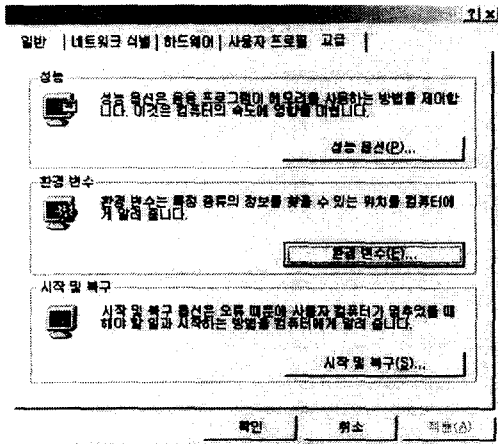 일반 네트워크 식별 하드웨어 사용자 프로필 고급
성능
성능 옵션은 응용 프로그램이 메모리를 사용하는 방법을 제어합
니다. 이것은 컴퓨터의 속도에 영향을 미칩니다.
성능 옵션(P)...
환경 변수
환경 변수는 특정 종류의 정보를 찾을 수 있는 위치를 컴퓨터에
게 알려 줍니다.
환경 변수(E)...
시작 및 복구
시작 및 복구 옵션은 오류 때문에 사용자 컴퓨터가 멈추었을 때
해야 할 일과 시작하는 방법을 컴퓨터에게 알려 줍니다.
시작 및 복구(S)...
확인 취소 적용(A)